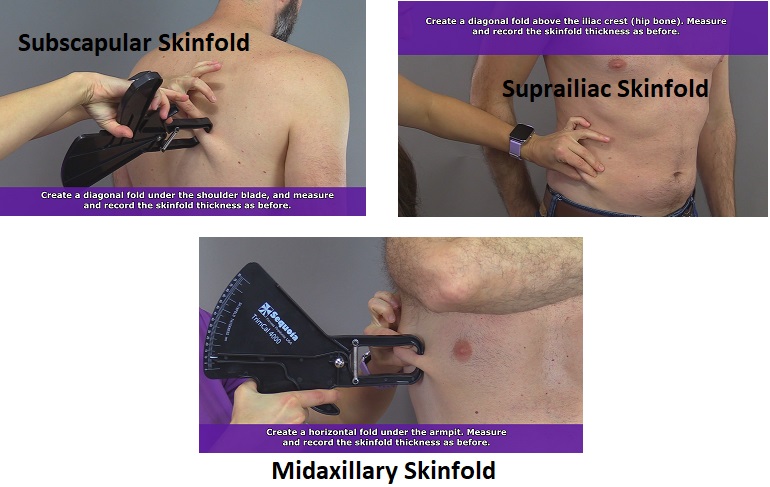 Subscapular Skinfold
Create a diagonal fold under the shoulder blade, and measure
and record the skinfold thickness as before.
Create a diagonal fold above the iliac crest (hip bone). Measure
and record the skinfold thickness as before.
Suprailiac Skinfold
Sequoia
TrimCal 4000
Create a horizontal fold under the armpit. Measure
and record the skinfold thickness as before.
Midaxillary Skinfold